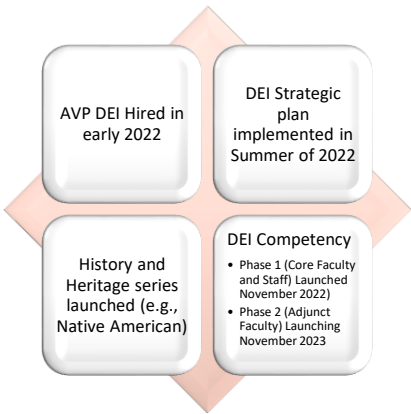 AVP DEI Hired in
early 2022
DEI Strategic
plan
implemented in
Summer of 2022
History and
Heritage series
launched (e.g.,
Native American)
DEI Competency
• Phase 1 (Core Faculty
and Staff) Launched
November 2022)
• Phase 2 (Adjunct
Faculty) Launching
November 2023